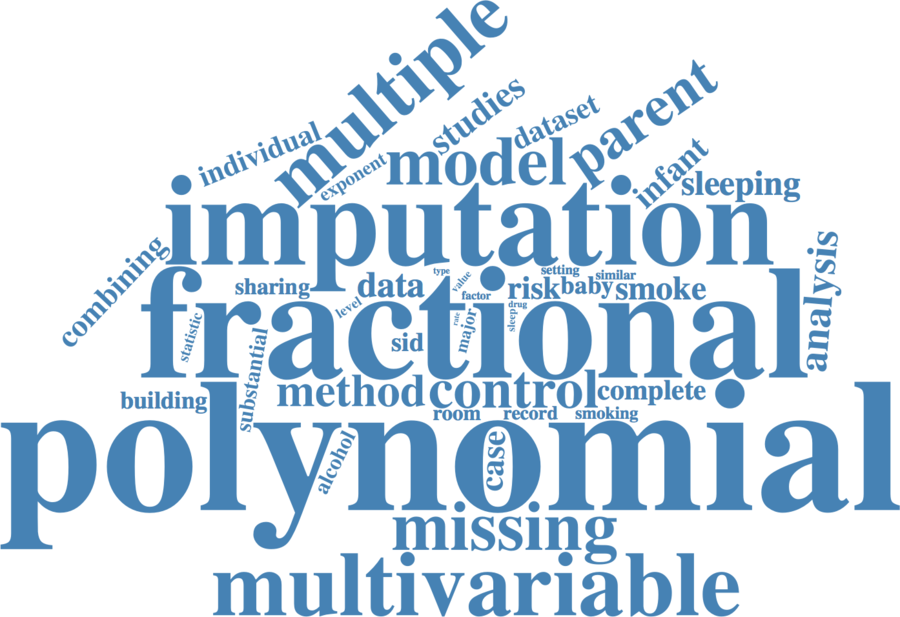 multiple
studies
dataset
parent
individual
exponent
model
infant
sleeping
imputation
combining
analysis
type
value
setting
similar
sharing
data
factor
risk
baby
smoke
fractional
level
rate
major
sleep
drug
statistic
substantial
sid
method
control
complete
building
room
record
smoking
polynomial
alcohol
case
missing
multivariable